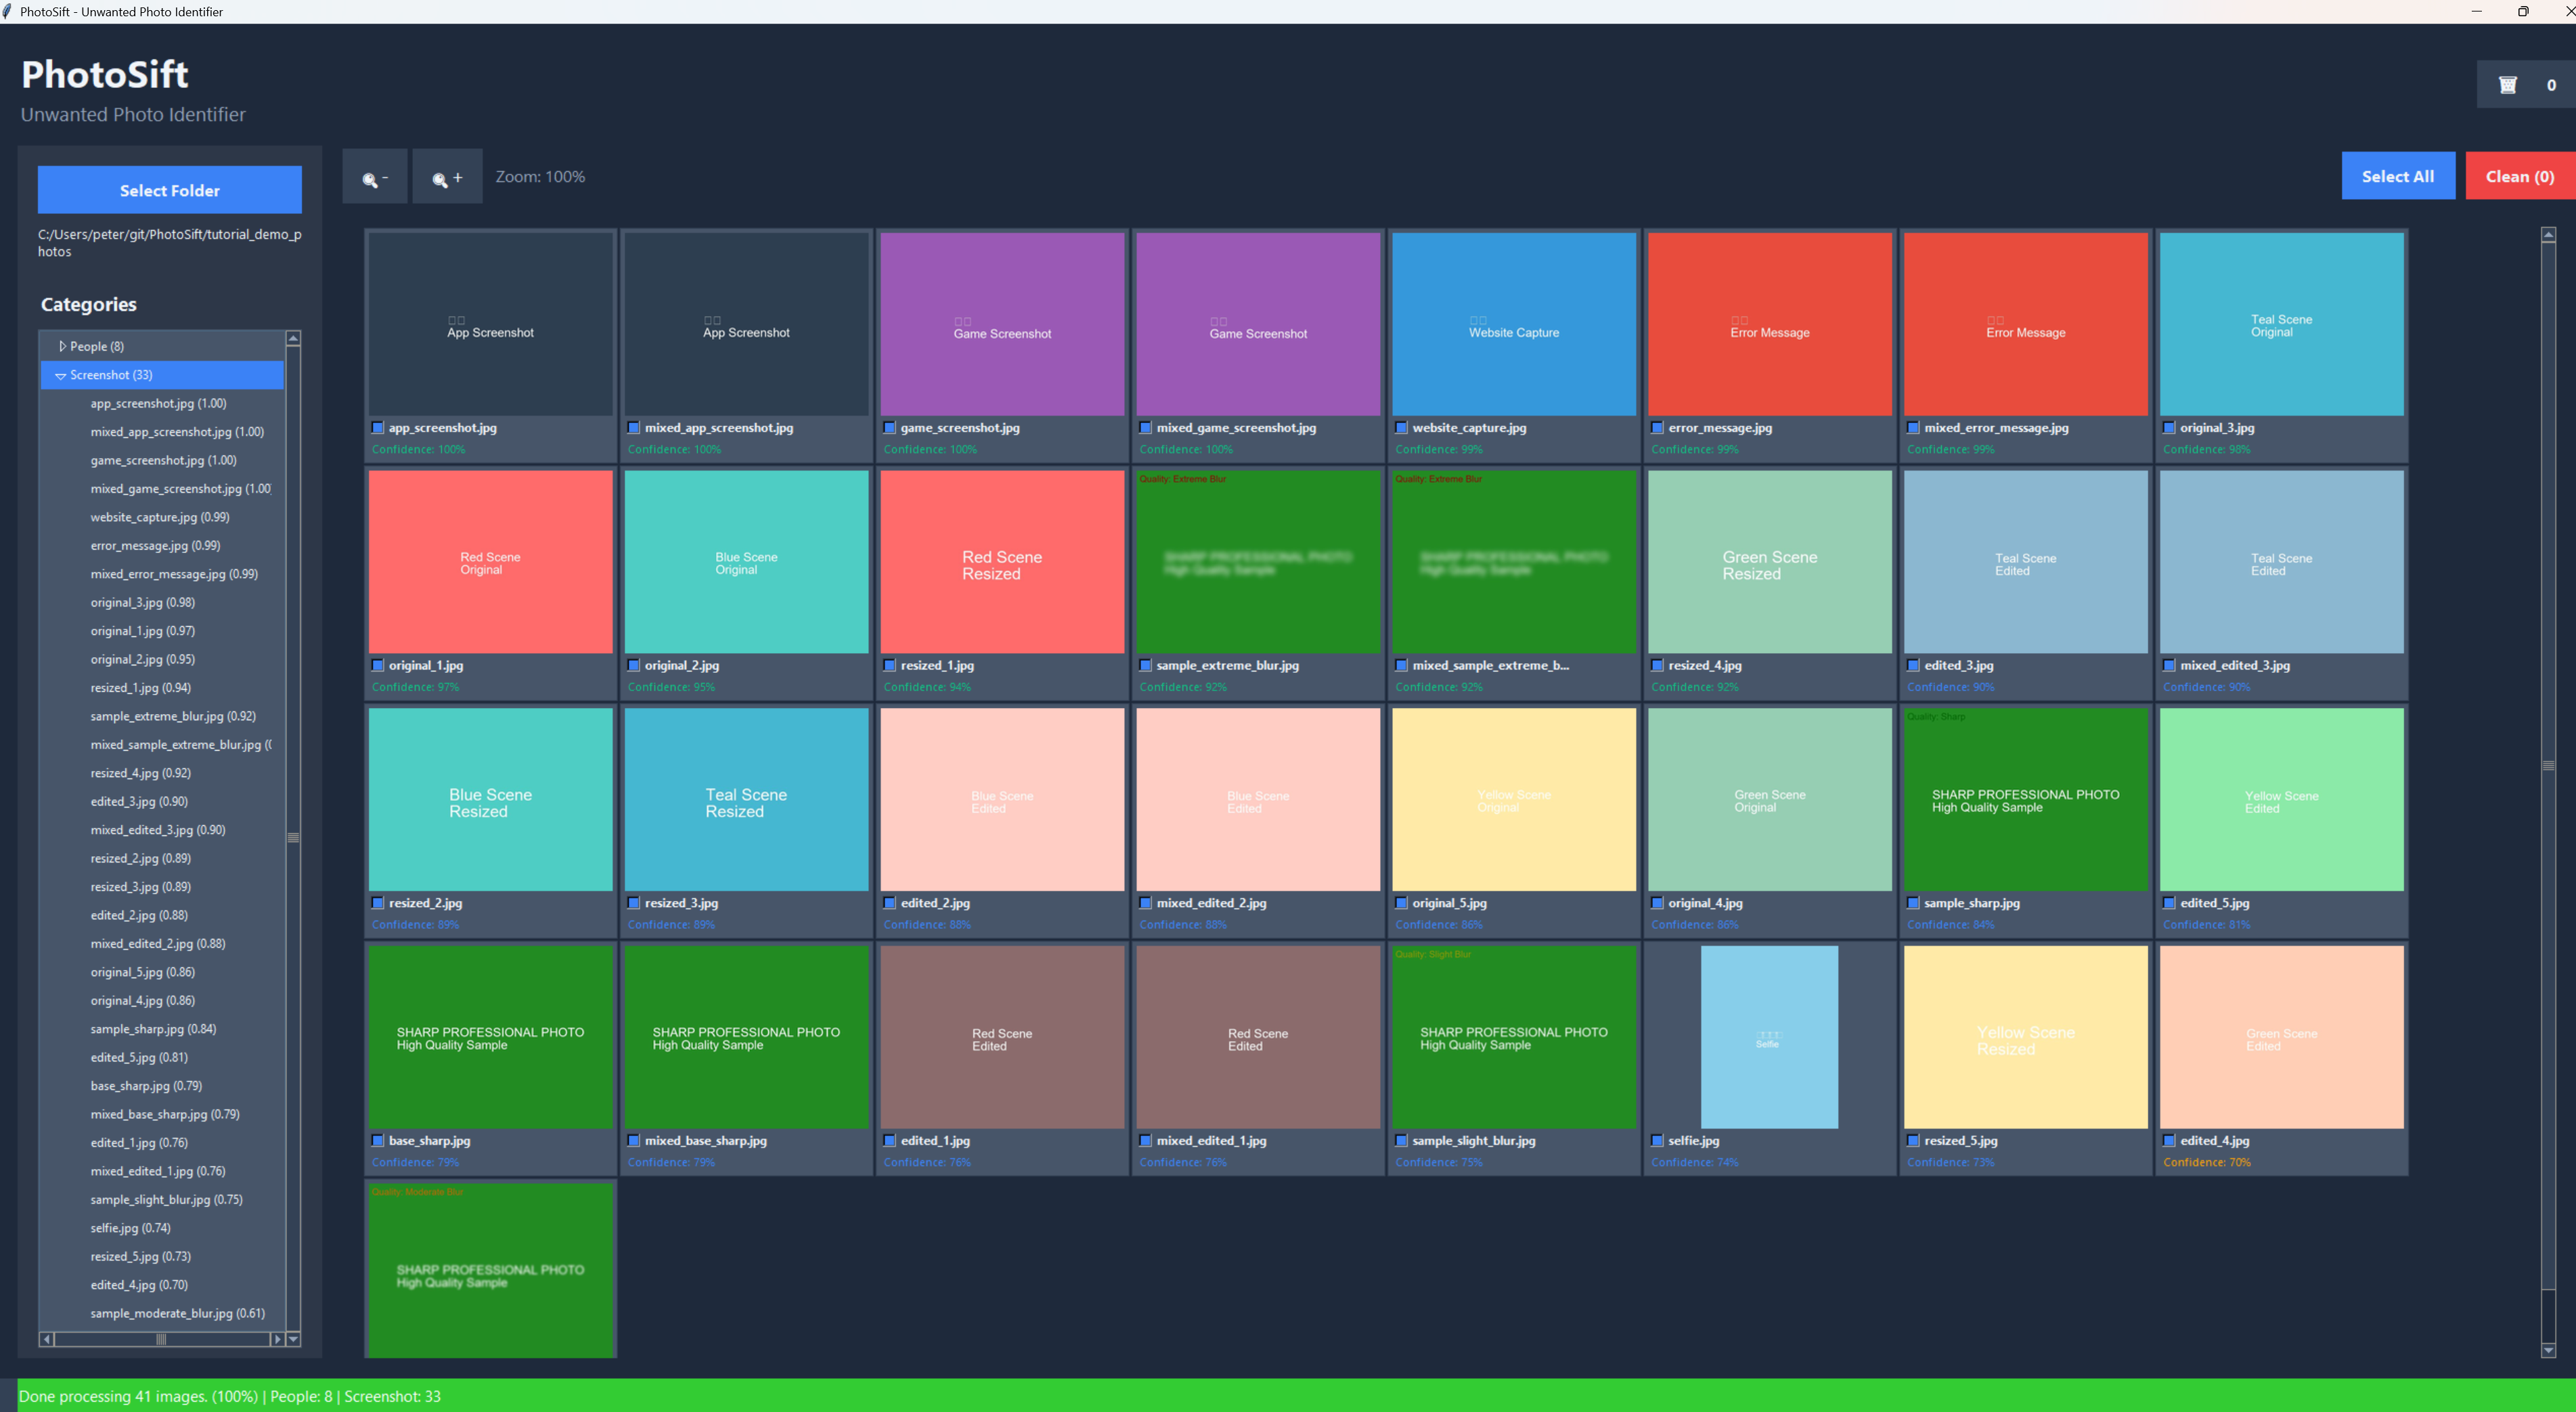 PhotoSift - Unwanted Photo Identifier
PhotoSift
Unwanted Photo Identifier
0
Select Folder
-
+
Zoom: 100%
Select All
Clean (0)
C:/Users/peter/git/PhotoSift/tutorial_demo_p
hotos
Categories
People (8)
Screenshot (33)
app_screenshot.jpg (1.00)
mixed_app_screenshot.jpg (1.00)
game_screenshot.jpg (1.00)
mixed_game_screenshot.jpg (1.00)
website_capture.jpg (0.99)
error_message.jpg (0.99)
mixed_error_message.jpg (0.99)
original_3.jpg (0.98)
original_1.jpg (0.97)
original_2.jpg (0.95)
resized_1.jpg (0.94)
sample_extreme_blur.jpg (0.92)
mixed_sample_extreme_blur.jpg ((
resized_4.jpg (0.92)
edited_3.jpg (0.90)
mixed_edited_3.jpg (0.90)
resized_2.jpg (0.89)
resized_3.jpg (0.89)
edited_2.jpg (0.88)
mixed_edited_2.jpg (0.88)
original_5.jpg (0.86)
original_4.jpg (0.86)
sample_sharp.jpg (0.84)
edited_5.jpg (0.81)
base_sharp.jpg (0.79)
mixed_base_sharp.jpg (0.79)
edited_1.jpg (0.76)
mixed_edited_1.jpg (0.76)
sample_slight_blur.jpg (0.75)
selfie.jpg (0.74)
resized_5.jpg (0.73)
edited_4.jpg (0.70)
sample_moderate_blur.jpg (0.61)
App Screenshot
app_screenshot.jpg
Confidence: 100%
App Screenshot
mixed_app_screenshot.jpg
Confidence: 100%
Game Screenshot
game_screenshot.jpg
Confidence: 100%
Game Screenshot
mixed_game_screenshot.jpg
Confidence: 100%
Website Capture
website_capture.jpg
Confidence: 99%
Error Message
error_message.jpg
Confidence: 99%
Error Message
mixed_error_message.jpg
Confidence: 99%
Teal Scene
Original
original_3.jpg
Confidence: 98%
Red Scene
Original
original_1.jpg
Confidence: 97%
Blue Scene
Original
original_2.jpg
Confidence: 95%
Red Scene
Resized
resized_1.jpg
Confidence: 94%
Quality: Extreme Blur
SHARP PROFESSIONAL PHOTO
High Quality Sample
sample_extreme_blur.jpg
Confidence: 92%
Quality: Extreme Blur
SHARP PROFESSIONAL PHOTO
High Quality Sample
mixed_sample_extreme_b...
Confidence: 92%
Green Scene
Resized
resized_4.jpg
Confidence: 92%
Teal Scene
Edited
edited_3.jpg
Confidence: 90%
Teal Scene
Edited
mixed_edited_3.jpg
Confidence: 90%
Blue Scene
Resized
resized_2.jpg
Confidence: 89%
Teal Scene
Resized
resized_3.jpg
Confidence: 89%
Blue Scene
Edited
edited_2.jpg
Confidence: 88%
Blue Scene
Edited
mixed_edited_2.jpg
Confidence: 88%
Yellow Scene
Original
original_5.jpg
Confidence: 86%
Green Scene
Original
original_4.jpg
Confidence: 86%
Quality: Sharp
SHARP PROFESSIONAL PHOTO
High Quality Sample
sample_sharp.jpg
Confidence: 84%
Yellow Scene
Edited
edited_5.jpg
Confidence: 81%
SHARP PROFESSIONAL PHOTO
High Quality Sample
base_sharp.jpg
Confidence: 79%
SHARP PROFESSIONAL PHOTO
High Quality Sample
mixed_base_sharp.jpg
Confidence: 79%
Red Scene
Edited
edited_1.jpg
Confidence: 76%
Red Scene
Edited
mixed_edited_1.jpg
Confidence: 76%
Quality: Slight Blur
SHARP PROFESSIONAL PHOTO
High Quality Sample
sample_slight_blur.jpg
Confidence: 75%
Selfie
selfie.jpg
Confidence: 74%
Yellow Scene
Resized
resized_5.jpg
Confidence: 73%
Green Scene
Edited
edited_4.jpg
Confidence: 70%
Quality: Moderate Blur
SHARP PROFESSIONAL PHOTO
High Quality Sample
Done processing 41 images. (100%) | People: 8 | Screenshot: 33